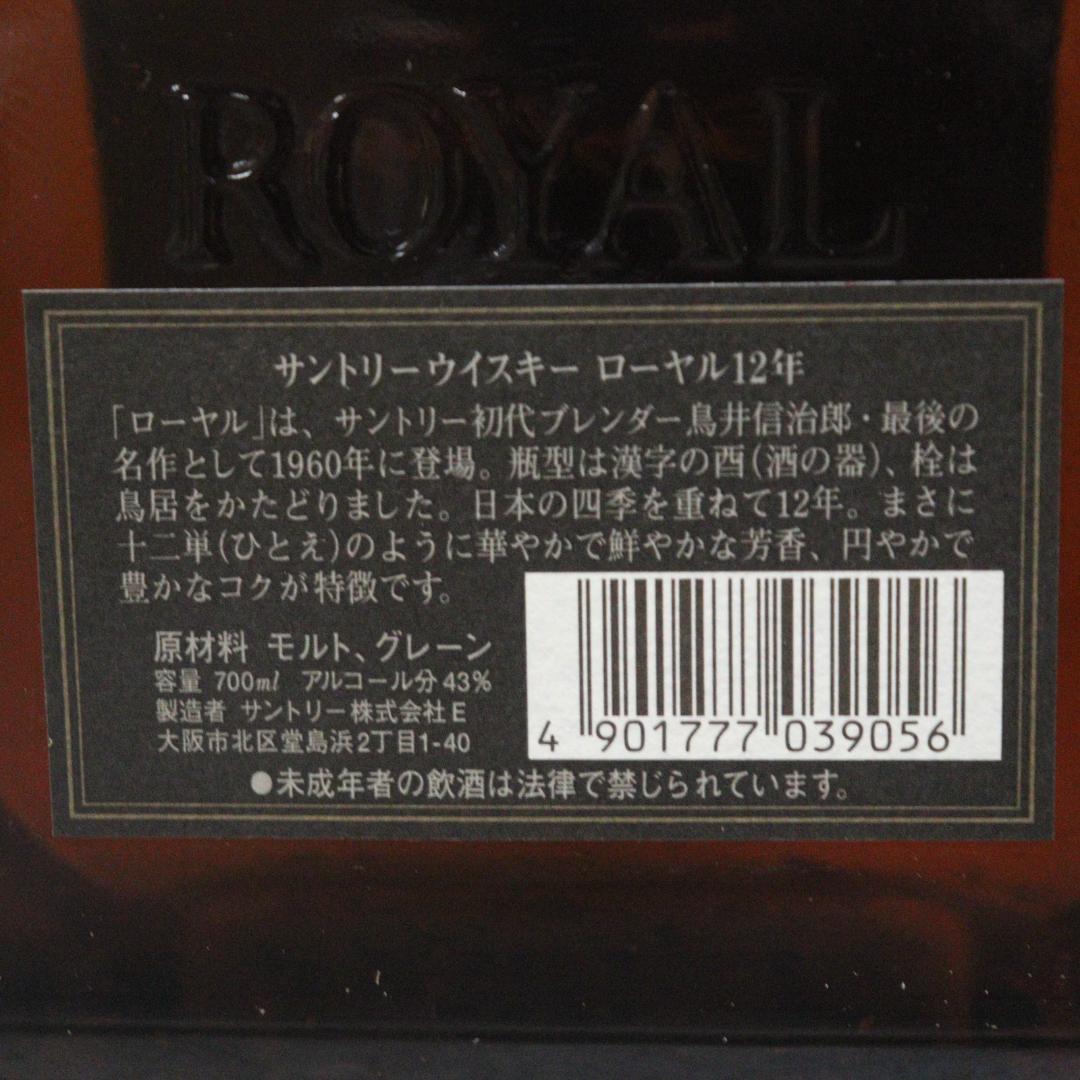 ROYAL
サントリーウイスキー ローヤル12年
「ローヤル」は、サントリー初代ブレンダー鳥井信治郎・最後の
名作として1960年に登場。瓶型は漢字の酉(酒の器)、栓は
鳥居をかたどりました。日本の四季を重ねて12年。まさに
十二単(ひとえ)のように華やかで鮮やかな芳香、円やかで
豊かなコクが特徴です。
原材料 モルト、グレーン
容量 700ml アルコール分43%
製造者 サントリー株式会社E
大阪市北区堂島浜2丁目1-40
4 901777 039056
●未成年者の飲酒は法律で禁じられています。